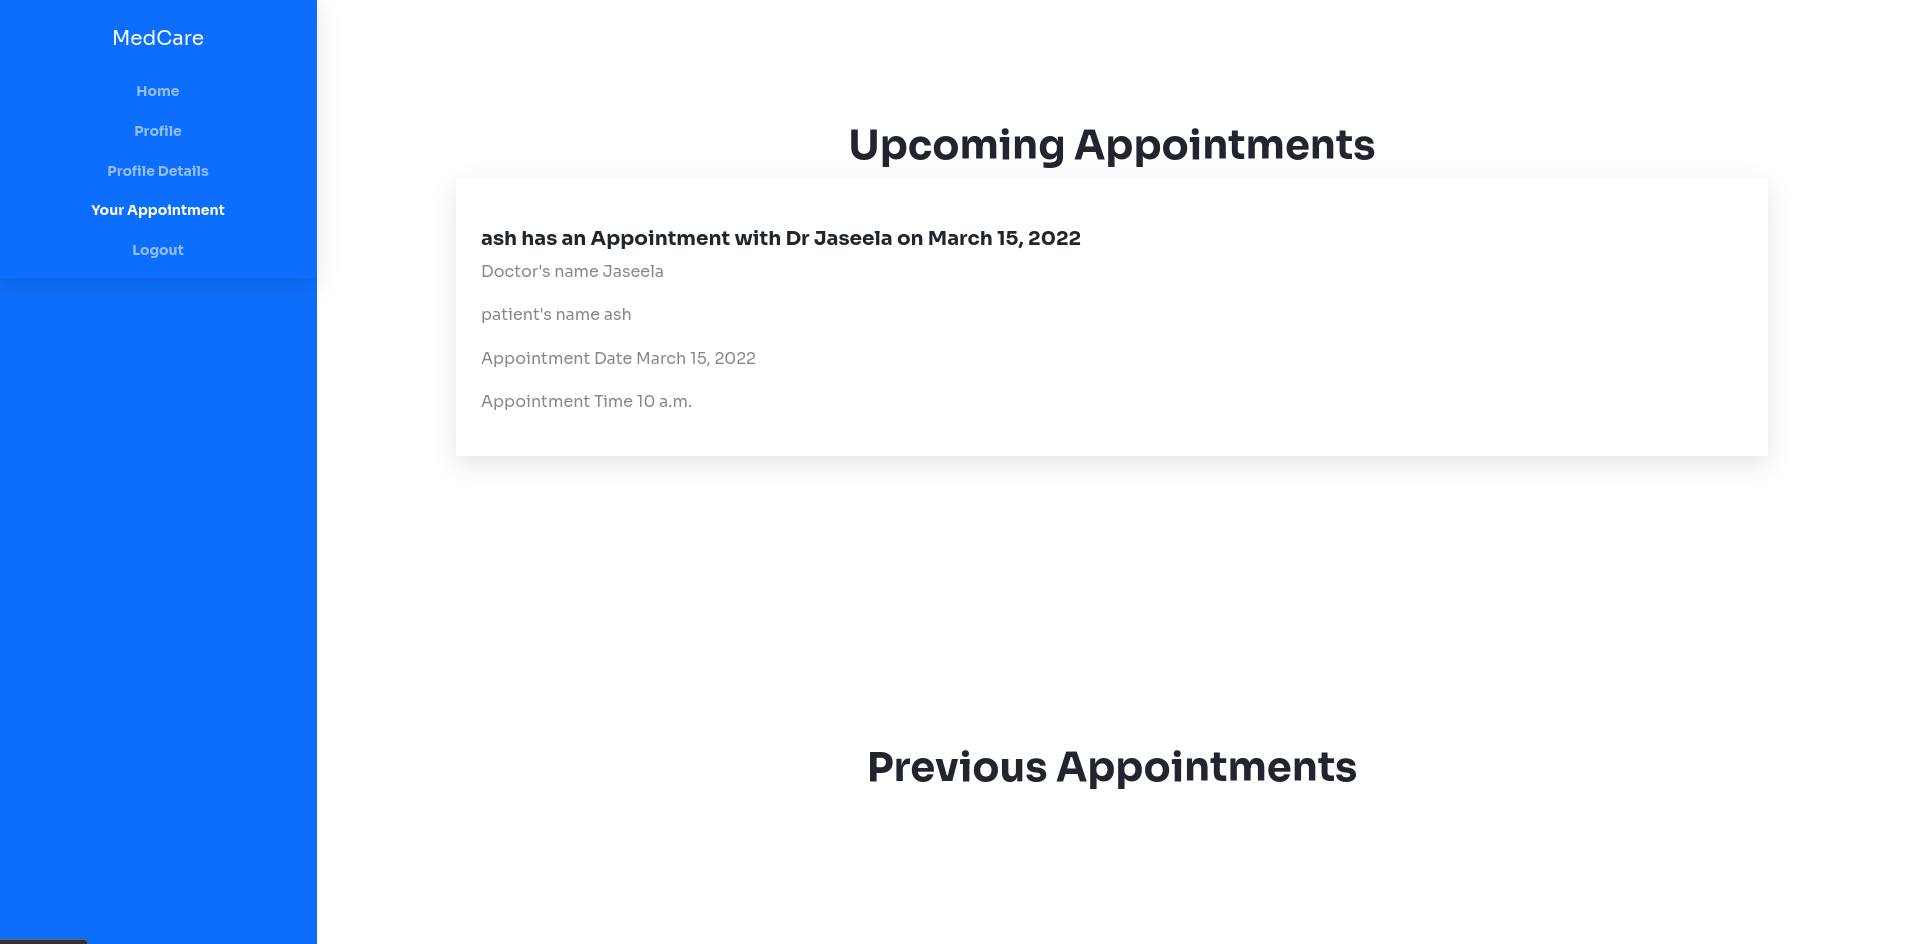 MedCare
Home
Profile
Profile Details
Your Appointment
Logout
Upcoming Appointments
ash has an Appointment with Dr Jaseela on March 15, 2022
Doctor's name Jaseela
patient's name ash
Appointment Date March 15, 2022
Appointment Time 10 a.m.
Previous Appointments